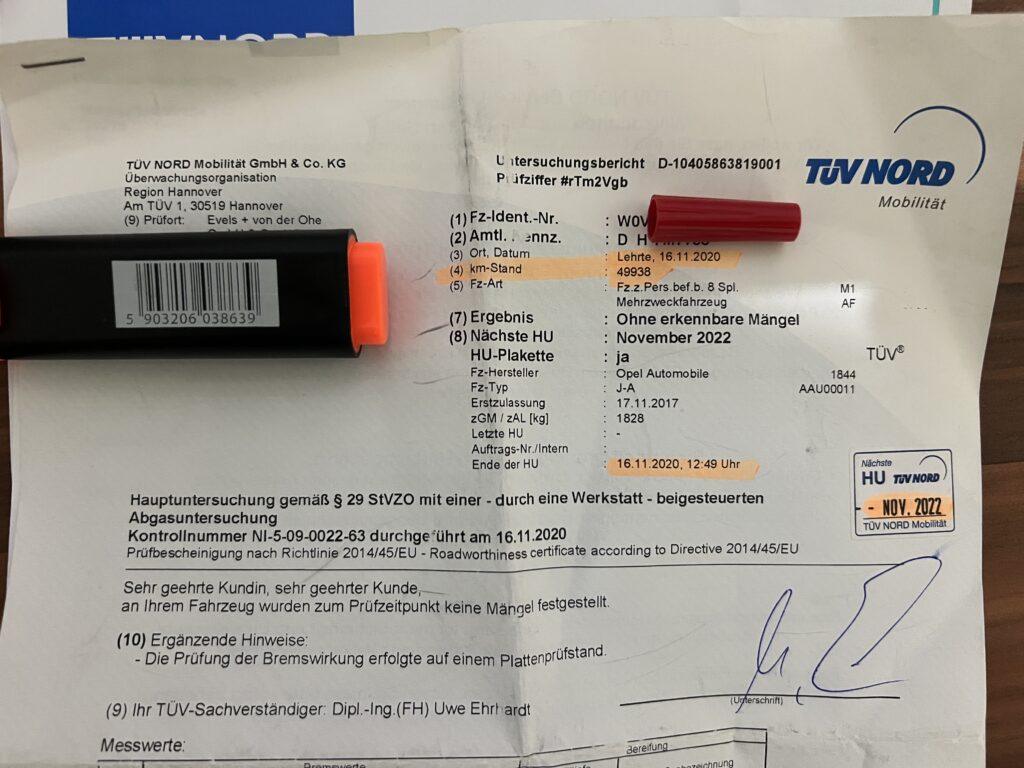 TÜVNORD
TÜV NORD Mobilität GmbH & Co. KG
Überwachungsorganisation
Region Hannover
Am TÜV 1, 30519 Hannover
(9) Prüfort: Evels + von der Ohe
Untersuchungsbericht D-10405863819001
Prüfziffer #rTm2Vgb
TÜV NORD
Mobilität
(1) Fz-Ident.-Nr. : W0V
(2) Amtl. Kennz. : D H
(3) Ort, Datum : Lehrte, 16.11.2020
(4) km-Stand : 49938
(5) Fz-Art : Fz.z.Pers.bef.b. 8 Spl. M1
Mehrzweckfahrzeug AF
(7) Ergebnis : Ohne erkennbare Mängel
(8) Nächste HU : November 2022
HU-Plakette : ja
TÜV®
Fz-Hersteller : Opel Automobile 1844
Fz-Typ : J-A AAU00011
Erstzulassung : 17.11.2017
zGM / zAL [kg] : 1828
Letzte HU : -
Auftrags-Nr./Intern :
Ende der HU : 16.11.2020, 12:49 Uhr
5 903206 038639
Nächste
HU TÜV NORD
- - NOV. 2022
TÜV NORD Mobilität
Hauptuntersuchung gemäß § 29 StVZO mit einer - durch eine Werkstatt - beigesteuerten
Abgasuntersuchung
Kontrollnummer NI-5-09-0022-63 durchgeführt am 16.11.2020
Prüfbescheinigung nach Richtlinie 2014/45/EU - Roadworthiness certificate according to Directive 2014/45/EU
Sehr geehrte Kundin, sehr geehrter Kunde,
an Ihrem Fahrzeug wurden zum Prüfzeitpunkt keine Mängel festgestellt.
(10) Ergänzende Hinweise:
- Die Prüfung der Bremswirkung erfolgte auf einem Plattenprüfstand.
(Unterschrift)
(9) Ihr TÜV-Sachverständiger: Dipl.-Ing.(FH) Uwe Ehrhardt
Messwerte:
Bremswerte
Bereifung